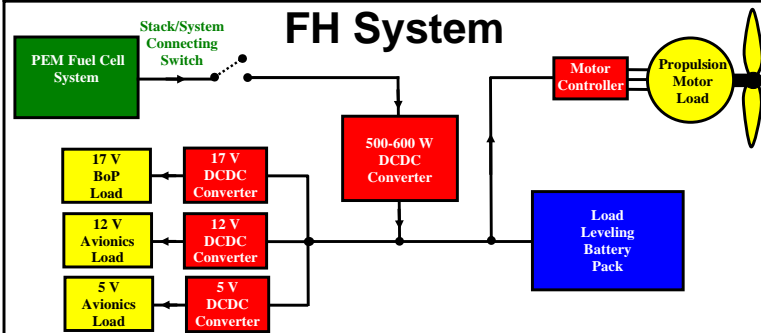 FH System
Stack/System
Connecting
Switch
PEM Fuel Cell
System
Motor
Controller
Propulsion
Motor
Load
500-600 W
DCDC
Converter
17 V
BoP
Load
17 V
DCDC
Converter
12 V
Avionics
Load
12 V
DCDC
Converter
5 V
Avionics
Load
5 V
DCDC
Converter
Load
Leveling
Battery
Pack